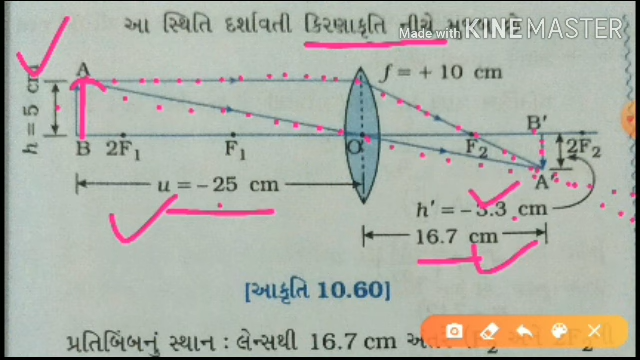 આ સ્થિતિ દર્શાવતી કિરણાકૃતિ નીચે
Made with KINEMASTER
A
f = + 10 cm
h = 5 cm
B 2F₁ F₁ O F₂ B′ 2F₂
A′
u = – 25 cm
h′ = – 3.3 cm
16.7 cm
[આકૃતિ 10.60]
પ્રતિબિંબનું સ્થાન : લેન્સથી 16.7 cm